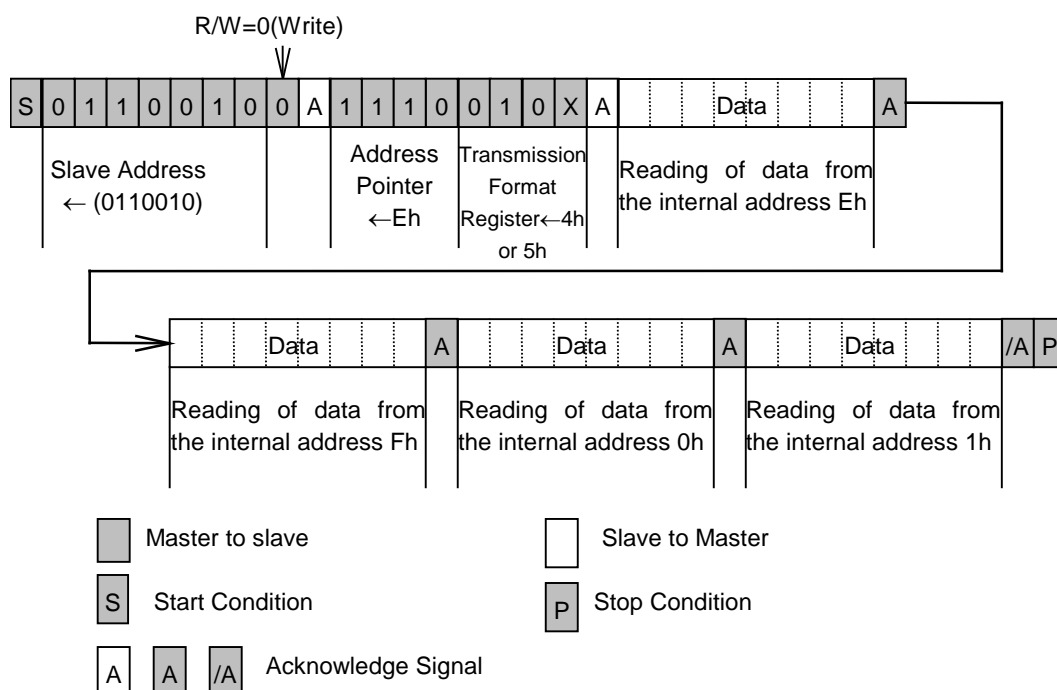 R/W=0(Write)
S 0 1 1 0 0 1 0 0 A 1 1 1 0 0 1 0 X A Data A
Slave Address
← (0110010)
Address
Pointer
←Eh
Transmission
Format
Register←4h
or 5h
Reading of data from
the internal address Eh
Data A Data A Data /A P
Reading of data from
the internal address Fh
Reading of data from
the internal address 0h
Reading of data from
the internal address 1h
Master to slave
Slave to Master
S Start Condition
P Stop Condition
A A /A Acknowledge Signal